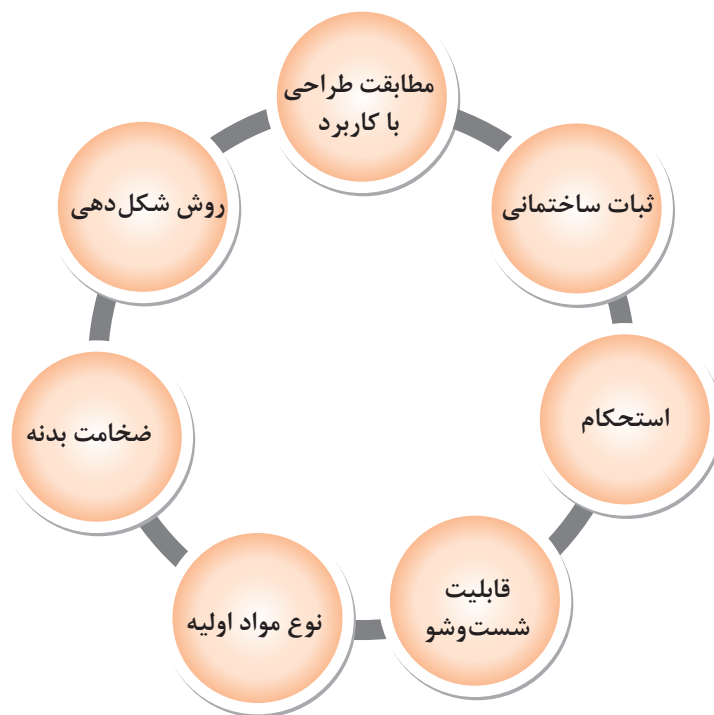 مطابقت طراحی
با کاربرد
ثبات ساختمانی
استحکام
قابلیت
شست‌وشو
نوع مواد اولیه
ضخامت بدنه
روش شکل‌دهی